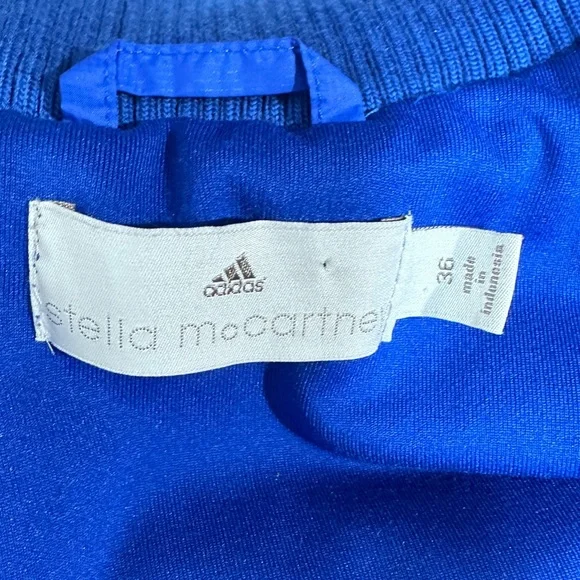 adidas
stella mccartney
36
made
in
indonesia